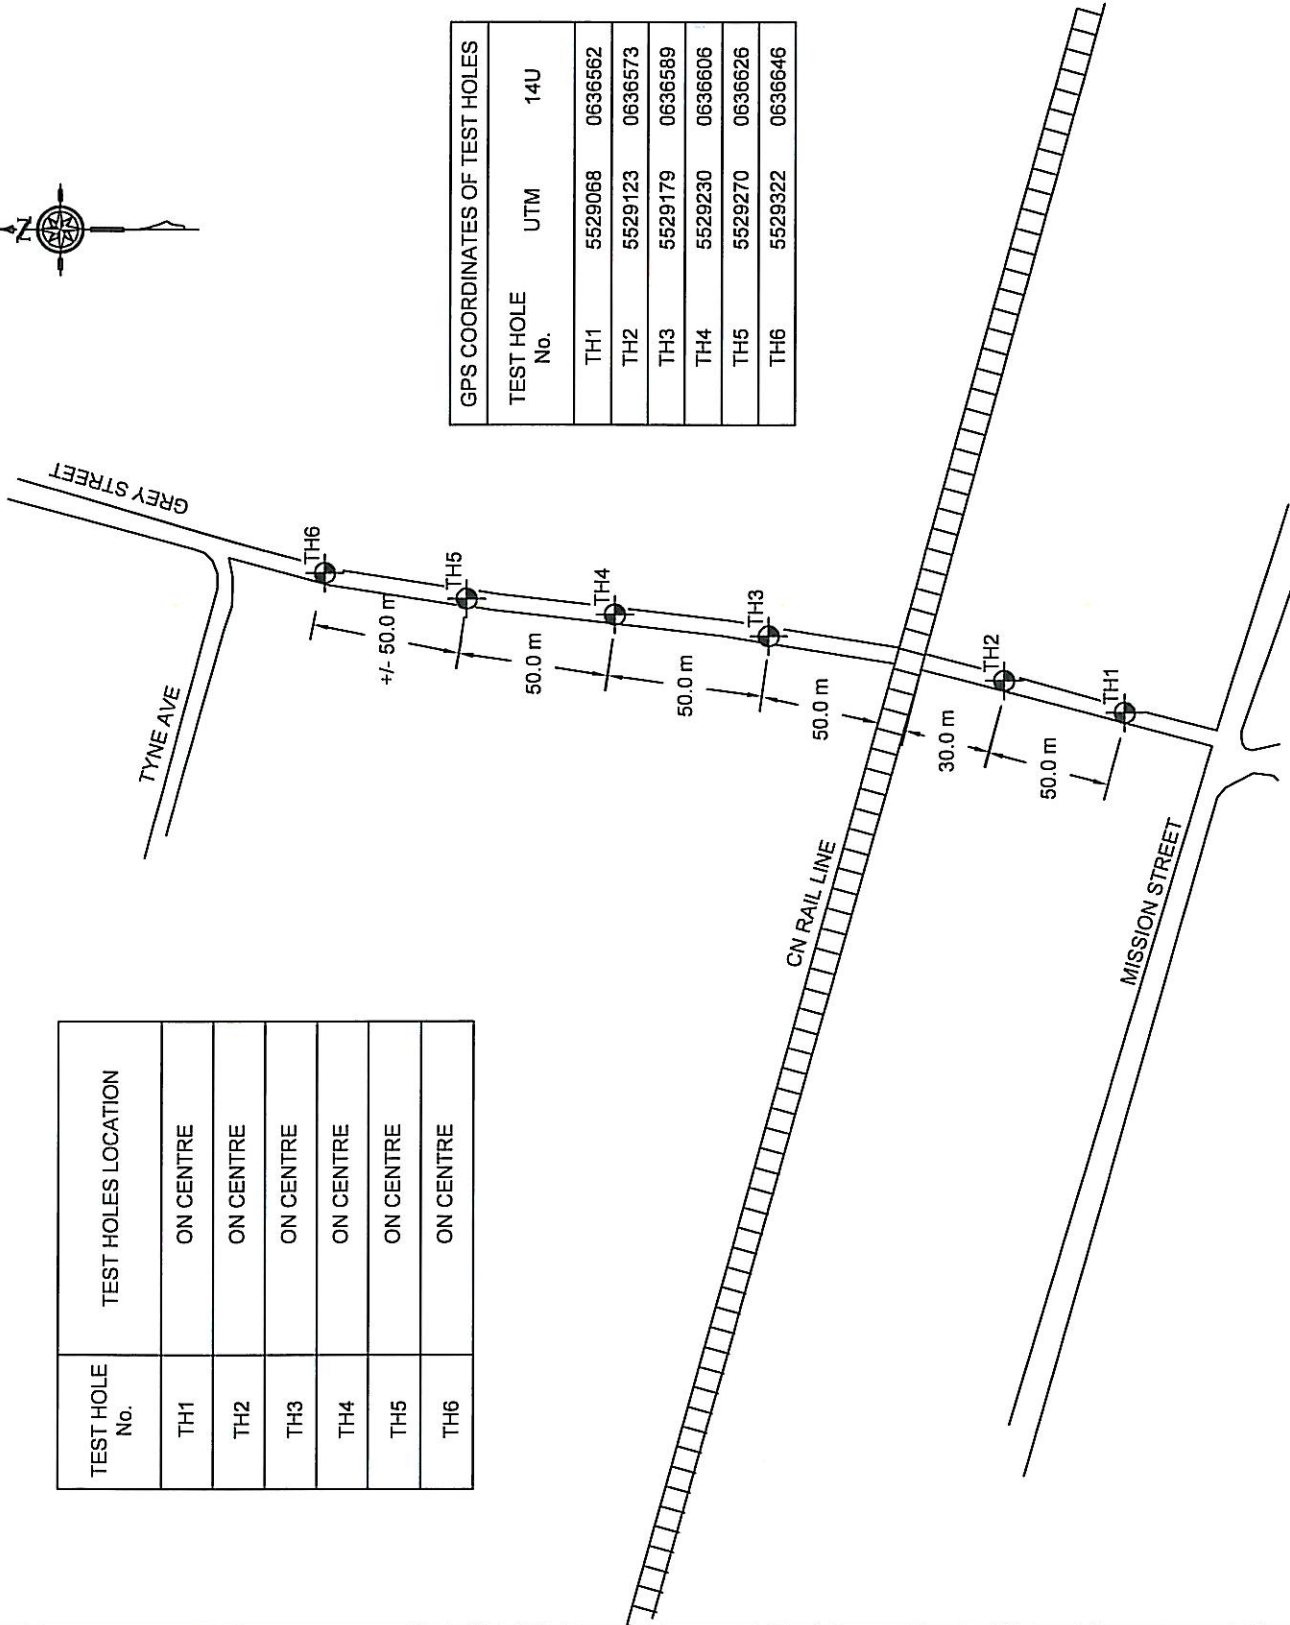 N
GPS COORDINATES OF TEST HOLES
TEST HOLE No. UTM 14U
TH1 5529068 0636562
TH2 5529123 0636573
TH3 5529179 0636589
TH4 5529230 0636606
TH5 5529270 0636626
TH6 5529322 0636646
GREY STREET
TYNE AVE
TH6
+/- 50.0 m
TH5
50.0 m
TH4
50.0 m
TH3
50.0 m
30.0 m
TH2
50.0 m
TH1
CN RAIL LINE
MISSION STREET
TEST HOLE No. TEST HOLES LOCATION
TH1 ON CENTRE
TH2 ON CENTRE
TH3 ON CENTRE
TH4 ON CENTRE
TH5 ON CENTRE
TH6 ON CENTRE